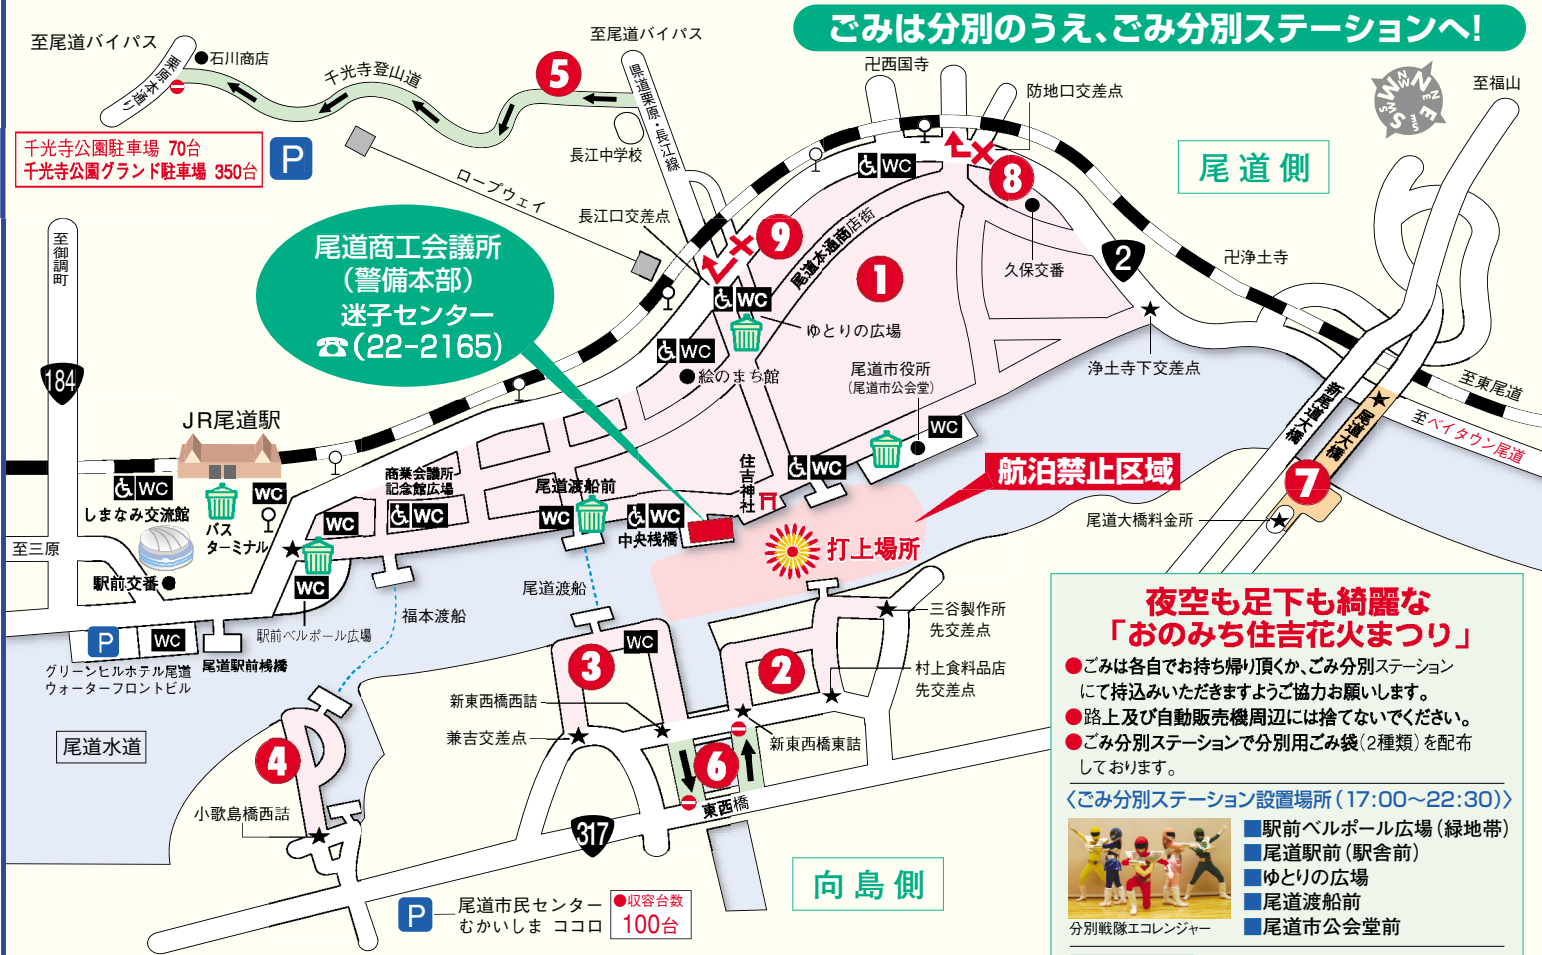 ごみは分別のうえ、ごみ分別ステーションへ!
至尾道バイパス
石川商店
栗原本通り
千光寺登山道
5
至尾道バイパス
県道栗原・長江線
長江中学校
卍西国寺
防地口交差点
至福山
千光寺公園駐車場 70台
千光寺公園グランド駐車場 350台
P
ロープウェイ
長江口交差点
9
8
WC
尾道側
N
E
S
W
NW
NE
SW
SE
至御調町
尾道商工会議所
(警備本部)
迷子センター
☎(22-2165)
尾道本通商店街
1
久保交番
2
卍浄土寺
WC
ゆとりの広場
WC
絵のまち館
尾道市役所
(尾道市公会堂)
浄土寺下交差点
184
JR尾道駅
新尾道大橋
尾道大橋
至東尾道
至ベイタウン尾道
7
尾道大橋料金所
WC
しまなみ交流館
バス
ターミナル
WC
至三原
駅前交番
WC
商業会議所
記念館広場
WC
尾道渡船前
WC
WC
中央桟橋
住吉神社
WC
WC
航泊禁止区域
打上場所
P
WC
グリーンヒルホテル尾道
ウォーターフロントビル
尾道駅前桟橋
WC
駅前ベルポール広場
福本渡船
尾道渡船
尾道水道
3
WC
2
三谷製作所
先交差点
村上食料品店
先交差点
新東西橋西詰
兼吉交差点
新東西橋東詰
4
小歌島橋西詰
6
東西橋
317
向島側
P
尾道市民センター
むかいしま ココロ
●収容台数
100台
夜空も足下も綺麗な
「おのみち住吉花火まつり」
●ごみは各自でお持ち帰り頂くか、ごみ分別ステーション
にて持込みいただきますようご協力お願いします。
●路上及び自動販売機周辺には捨てないでください。
●ごみ分別ステーションで分別用ごみ袋(2種類)を配布
しております。
〈ごみ分別ステーション設置場所(17:00～22:30)〉
■駅前ベルポール広場(緑地帯)
■尾道駅前(駅舎前)
■ゆとりの広場
■尾道渡船前
■尾道市公会堂前
分別戦隊エコレンジャー